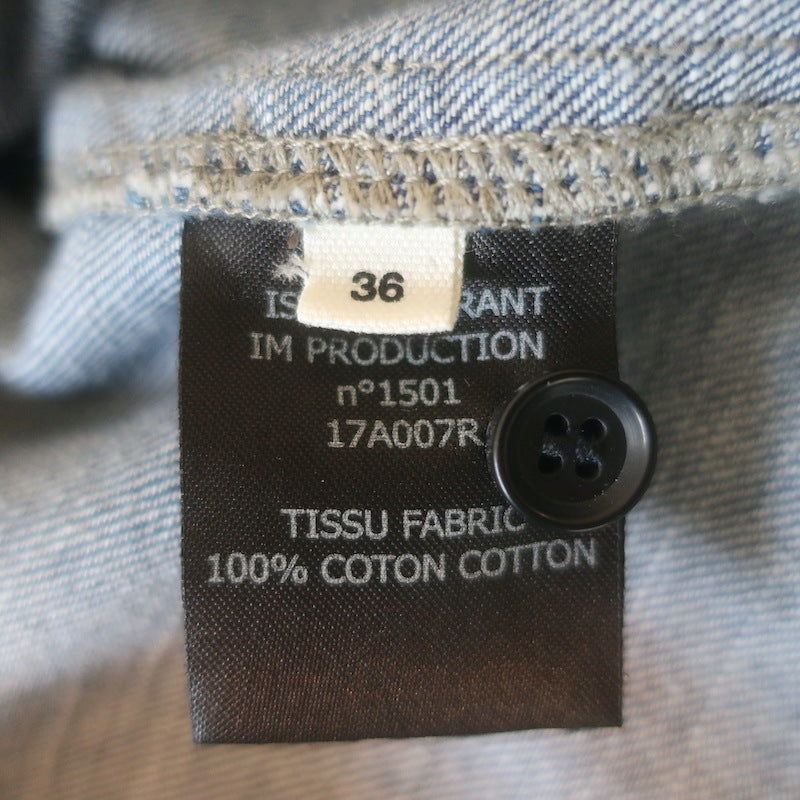 36
IM PRODUCTION
n°1501
17A007R
TISSU FABRIC
100% COTON COTTON